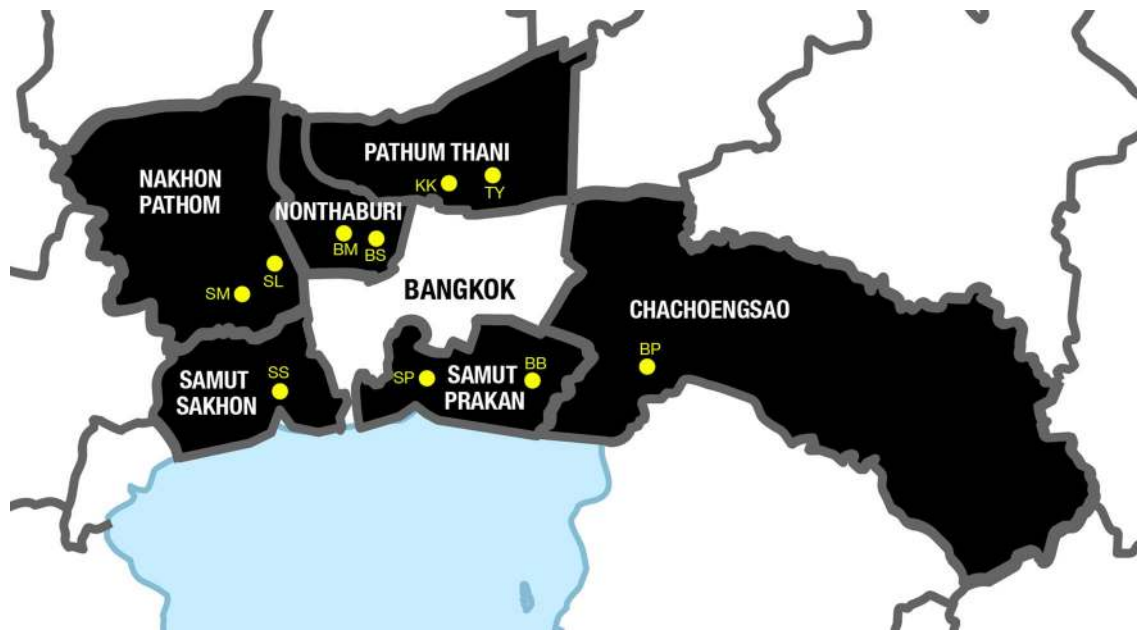 PATHUM THANI
KK
TY
NAKHON
PATHOM
NONTHABURI
BM
BS
SL
SM
BANGKOK
CHACHOENGSAO
BP
SAMUT
SAKHON
SS
SP
BB
SAMUT
PRAKAN